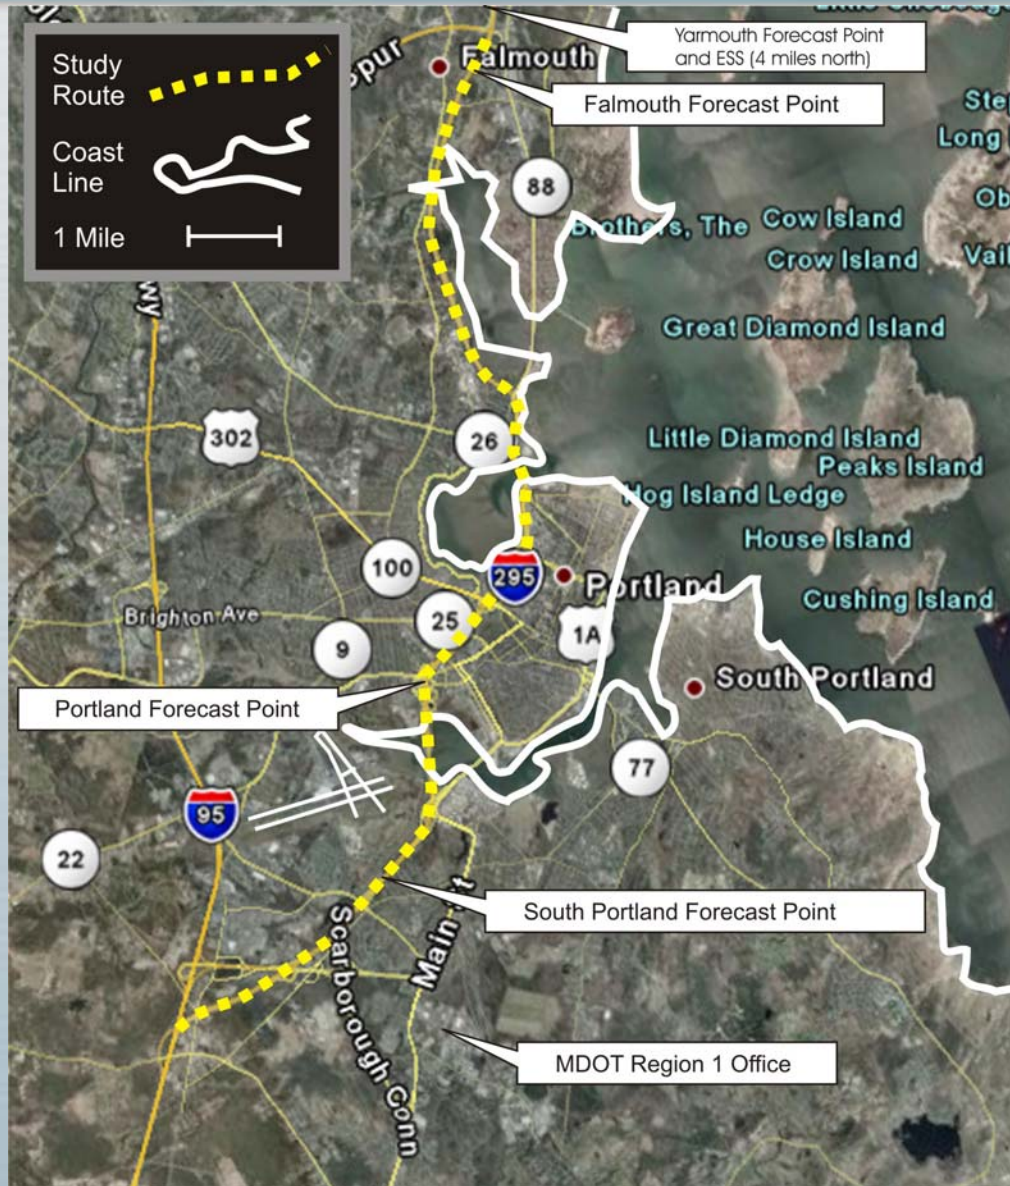 Study
Route
Coast
Line
1 Mile
Spur
Yarmouth Forecast Point
and ESS (4 miles north)
Falmouth
Falmouth Forecast Point
Long
88
Brothers, The
Cow Island
Crow Island
Great Diamond Island
302
26
Little Diamond Island
Peaks Island
Hog Island Ledge
House Island
100
295
Portland
Cushing Island
Brighton Ave
25
1A
9
South Portland
Portland Forecast Point
77
95
22
South Portland Forecast Point
Main St
Scarborough Conn
MDOT Region 1 Office